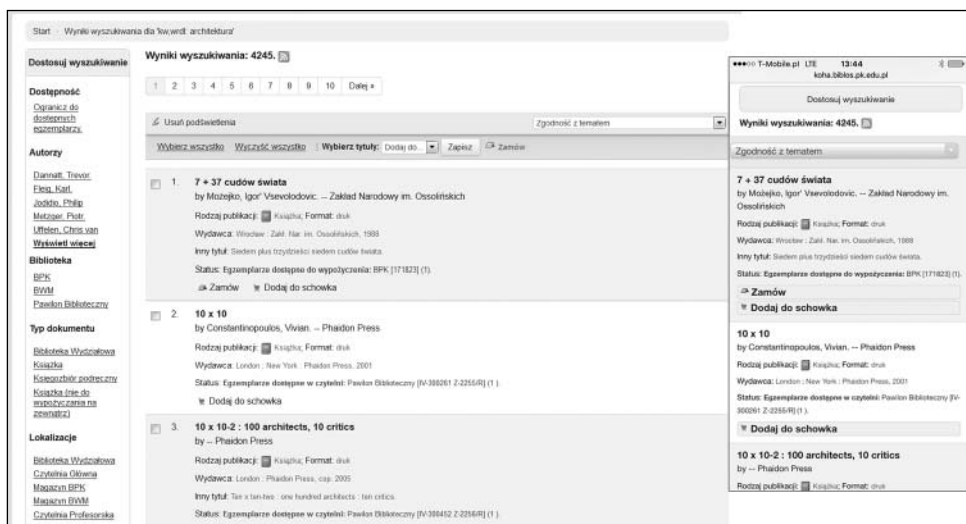 Start › Wyniki wyszukiwania dla 'kw,wrdl: architektura'
Dostosuj wyszukiwanie
Dostępność
Ogranicz do
dostępnych
egzemplarzy.
Autorzy
Dannatt, Trevor.
Fleig, Karl.
Jodidio, Philip
Metzger, Piotr.
Uffelen, Chris van
Wyświetl więcej
Biblioteka
BPK
BWM
Pawilon Biblioteczny
Typ dokumentu
Biblioteka Wydziałowa
Książka
Księgozbiór podręczny
Książka (nie do
wypożyczania na
zewnątrz)
Lokalizacje
Biblioteka Wydziałowa
Czytelnia Główna
Magazyn BPK
Magazyn BWM
Czytelnia Profesorska
Wyniki wyszukiwania: 4245.
1 2 3 4 5 6 7 8 9 10 Dalej »
Usuń podświetlenia Zgodność z tematem
Wybierz wszystko Wyczyść wszystko | Wybierz tytuły: Dodaj do... Zapisz Zamów
1. 7 + 37 cudów świata
by Możejko, Igor' Vsevolodovic. -- Zakład Narodowy im. Ossolińskich
Rodzaj publikacji: Książka; Format: druk
Wydawca: Wrocław : Zakł. Nar. im. Ossolińskich, 1988
Inny tytuł: Siedem plus trzydzieści siedem cudów świata.
Status: Egzemplarze dostępne do wypożyczenia: BPK [171823] (1).
Zamów Dodaj do schowka
2. 10 x 10
by Constantinopoulos, Vivian. -- Phaidon Press
Rodzaj publikacji: Książka; Format: druk
Wydawca: London ; New York : Phaidon Press, 2001
Status: Egzemplarze dostępne w czytelni: Pawilon Biblioteczny [IV-300261 Z-2255/R] (1 ).
Dodaj do schowka
3. 10 x 10-2 : 100 architects, 10 critics
by -- Phaidon Press
Rodzaj publikacji: Książka; Format: druk
Wydawca: London : Phaidon Press, cop. 2005
Inny tytuł: Ten x ten-two : one hundred architects : ten critics.
Status: Egzemplarze dostępne w czytelni: Pawilon Biblioteczny [IV-300452 Z-2256/R] (1 ).
T-Mobile.pl LTE 13:44
koha.biblos.pk.edu.pl
Dostosuj wyszukiwanie
Wyniki wyszukiwania: 4245.
Zgodność z tematem
7 + 37 cudów świata
by Możejko, Igor' Vsevolodovic. -- Zakład Narodowy im.
Ossolińskich
Rodzaj publikacji: Książka; Format: druk
Wydawca: Wrocław : Zakł. Nar. im. Ossolińskich, 1988
Inny tytuł: Siedem plus trzydzieści siedem cudów świata.
Status: Egzemplarze dostępne do wypożyczenia: BPK [171823] (1).
Zamów
Dodaj do schowka
10 x 10
by Constantinopoulos, Vivian. -- Phaidon Press
Rodzaj publikacji: Książka; Format: druk
Wydawca: London ; New York : Phaidon Press, 2001
Status: Egzemplarze dostępne w czytelni: Pawilon Biblioteczny [IV-
300261 Z-2255/R] (1 ).
Dodaj do schowka
10 x 10-2 : 100 architects, 10 critics
by -- Phaidon Press
Rodzaj publikacji: Książka; Format: druk